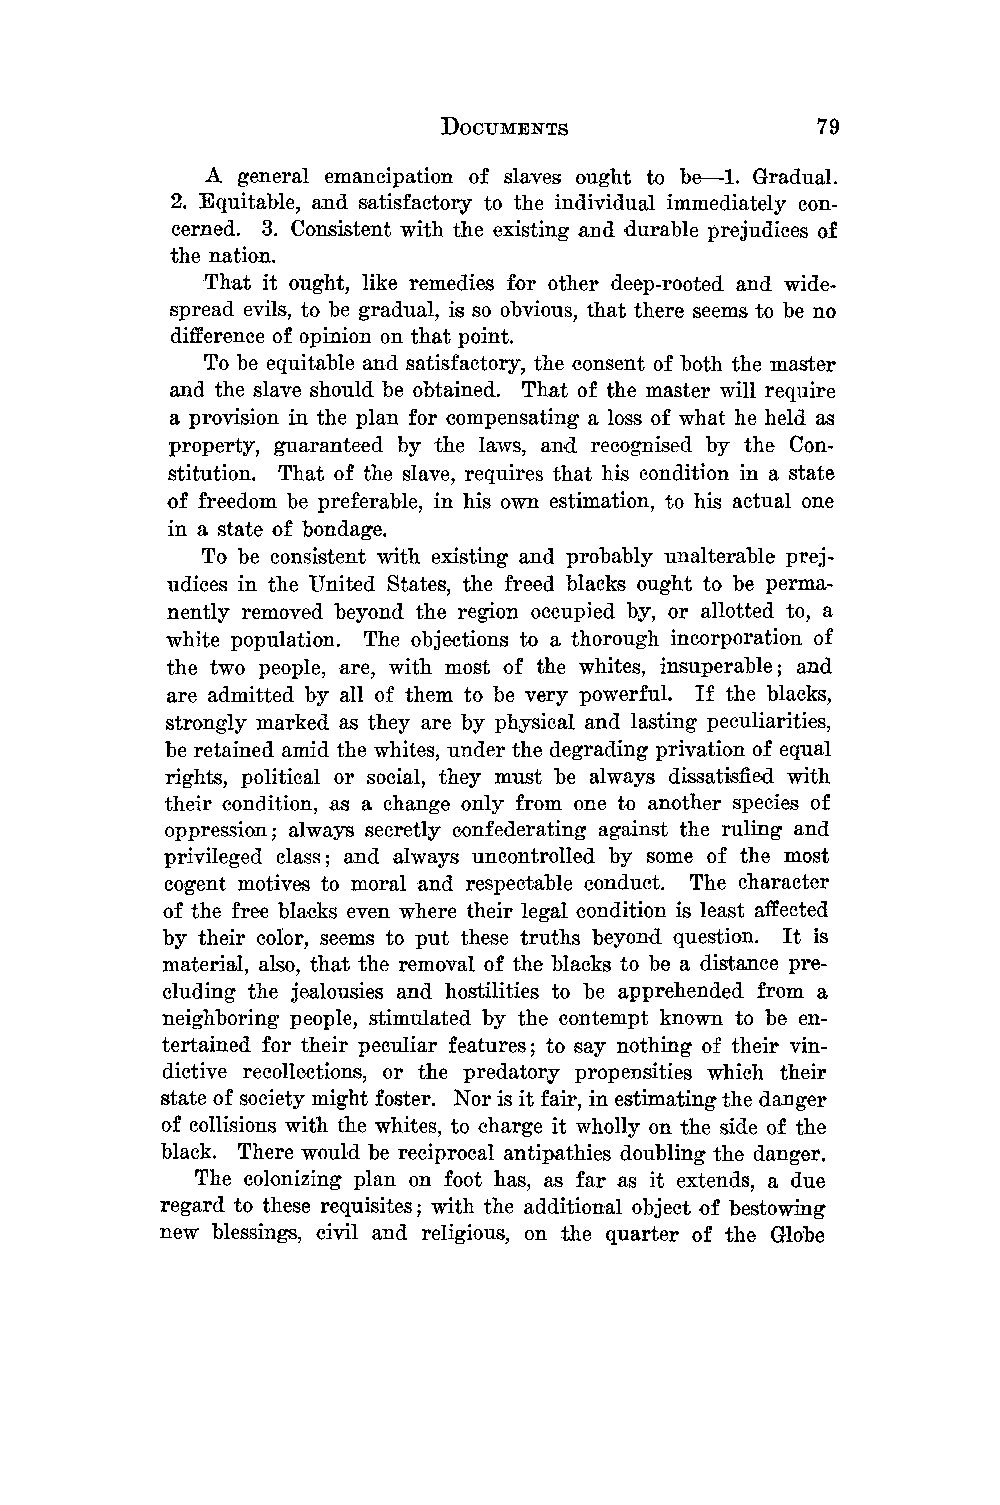 DOCUMENTS 79
A general emancipation of slaves ought to be—1. Gradual.
2. Equitable, and satisfactory to the individual immediately con-
cerned. 3. Consistent with the existing and durable prejudices of
the nation.
That it ought, like remedies for other deep-rooted and wide-
spread evils, to be gradual, is so obvious, that there seems to be no
difference of opinion on that point.
To be equitable and satisfactory, the consent of both the master
and the slave should be obtained. That of the master will require
a provision in the plan for compensating a loss of what he held as
property, guaranteed by the laws, and recognised by the Con-
stitution. That of the slave, requires that his condition in a state
of freedom be preferable, in his own estimation, to his actual one
in a state of bondage.
To be consistent with existing and probably unalterable prej-
udices in the United States, the freed blacks ought to be perma-
nently removed beyond the region occupied by, or allotted to, a
white population. The objections to a thorough incorporation of
the two people, are, with most of the whites, insuperable; and
are admitted by all of them to be very powerful. If the blacks,
strongly marked as they are by physical and lasting peculiarities,
be retained amid the whites, under the degrading privation of equal
rights, political or social, they must be always dissatisfied with
their condition, as a change only from one to another species of
oppression; always secretly confederating against the ruling and
privileged class; and always uncontrolled by some of the most
cogent motives to moral and respectable conduct. The character
of the free blacks even where their legal condition is least affected
by their color, seems to put these truths beyond question. It is
material, also, that the removal of the blacks to be a distance pre-
cluding the jealousies and hostilities to be apprehended from a
neighboring people, stimulated by the contempt known to be en-
tertained for their peculiar features; to say nothing of their vin-
dictive recollections, or the predatory propensities which their
state of society might foster. Nor is it fair, in estimating the danger
of collisions with the whites, to charge it wholly on the side of the
black. There would be reciprocal antipathies doubling the danger.
The colonizing plan on foot has, as far as it extends, a due
regard to these requisites; with the additional object of bestowing
new blessings, civil and religious, on the quarter of the Globe